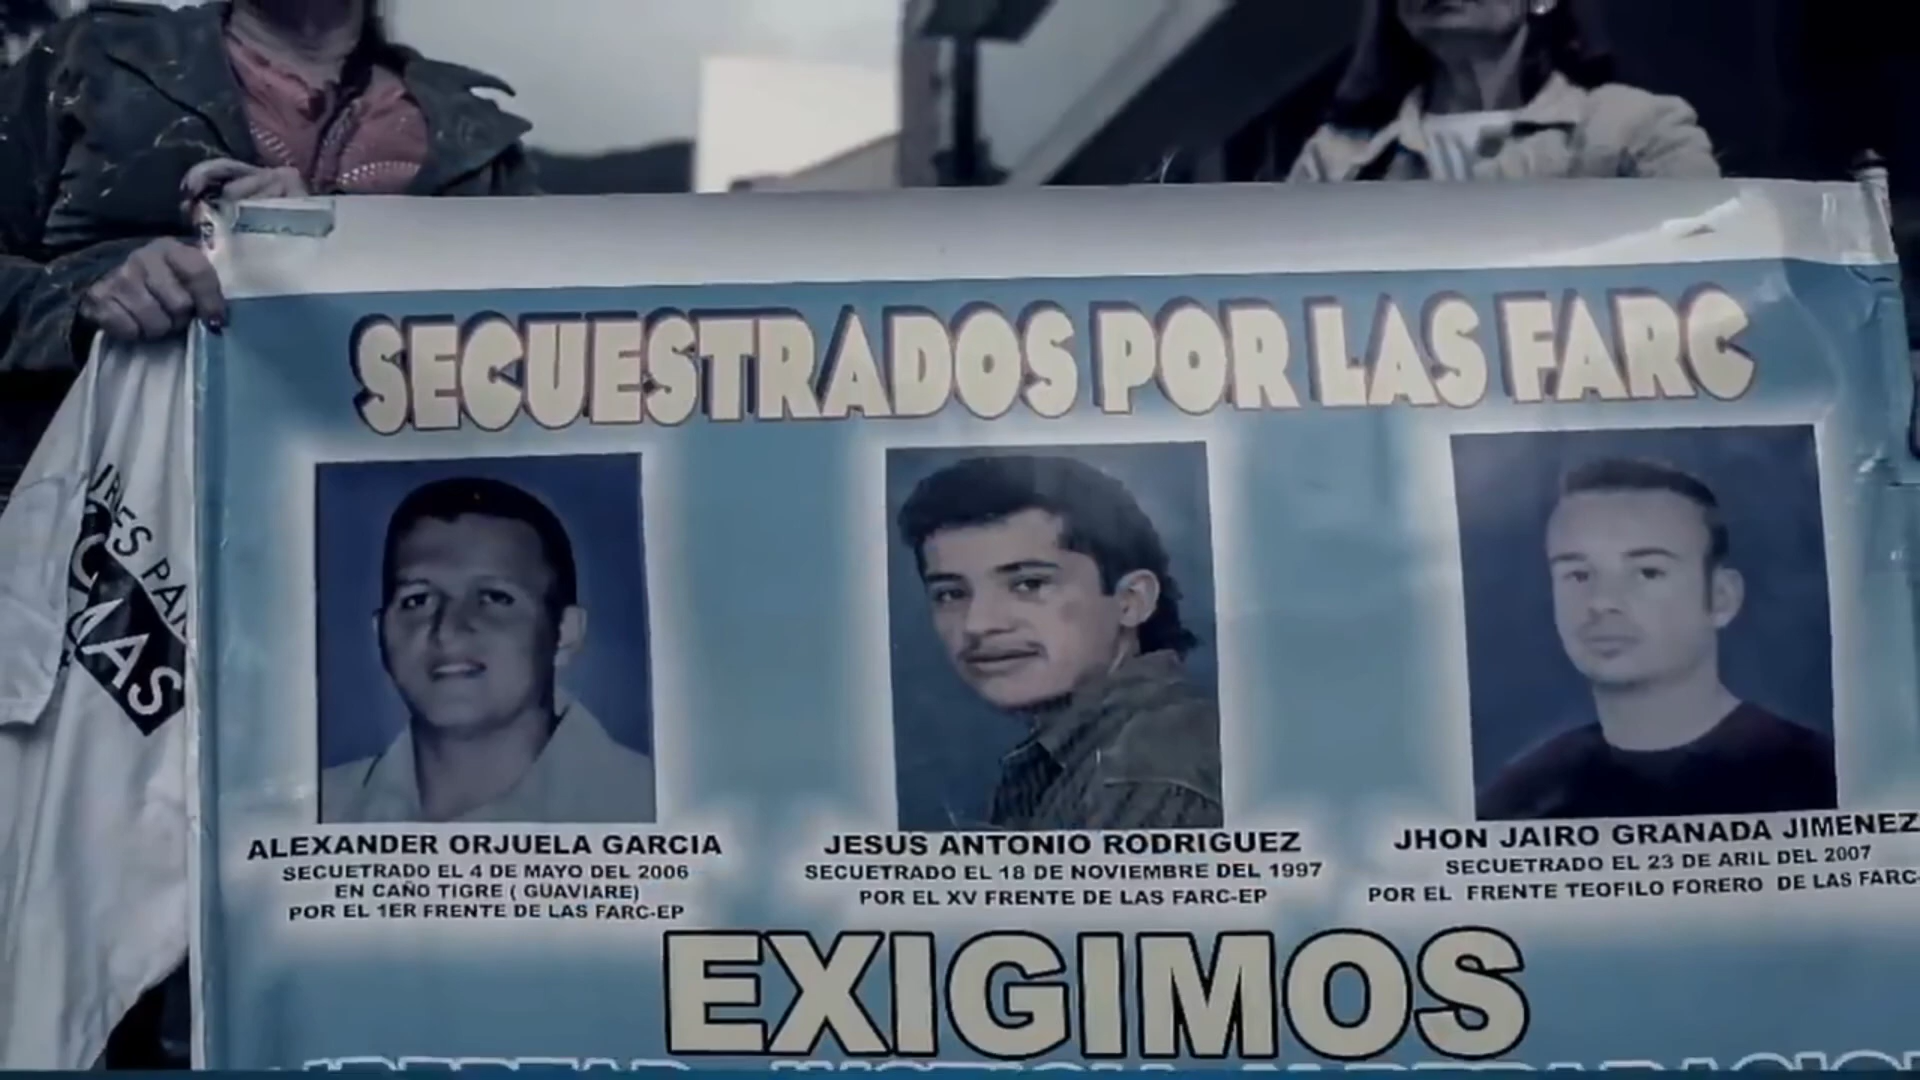 SECUESTRADOS POR LAS FARC
ALEXANDER ORJUELA GARCIA
SECUETRADO EL 4 DE MAYO DEL 2006
EN CAÑO TIGRE ( GUAVIARE)
POR EL 1ER FRENTE DE LAS FARC-EP
JESUS ANTONIO RODRIGUEZ
SECUETRADO EL 18 DE NOVIEMBRE DEL 1997
POR EL XV FRENTE DE LAS FARC-EP
JHON JAIRO GRANADA JIMENEZ
SECUETRADO EL 23 DE ARIL DEL 2007
POR EL FRENTE TEOFILO FORERO DE LAS FARC-
EXIGIMOS